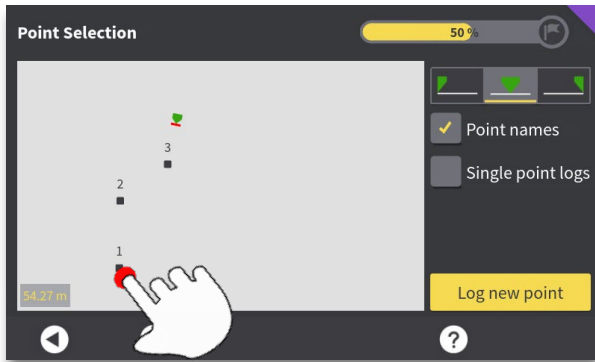 Point Selection
50 %
3
Point names
2
Single point logs
1
54.27 m
Log new point
?